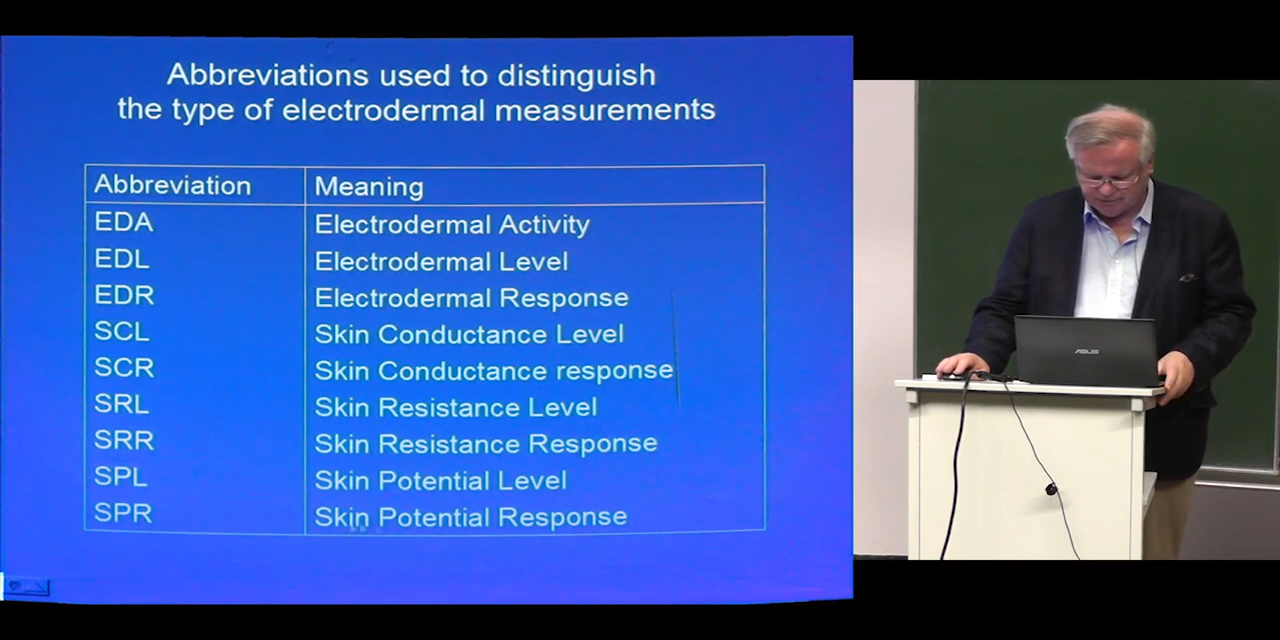 Abbreviations used to distinguish
the type of electrodermal measurements
Abbreviation Meaning
EDA Electrodermal Activity
EDL Electrodermal Level
EDR Electrodermal Response
SCL Skin Conductance Level
SCR Skin Conductance response
SRL Skin Resistance Level
SRR Skin Resistance Response
SPL Skin Potential Level
SPR Skin Potential Response
ASUS